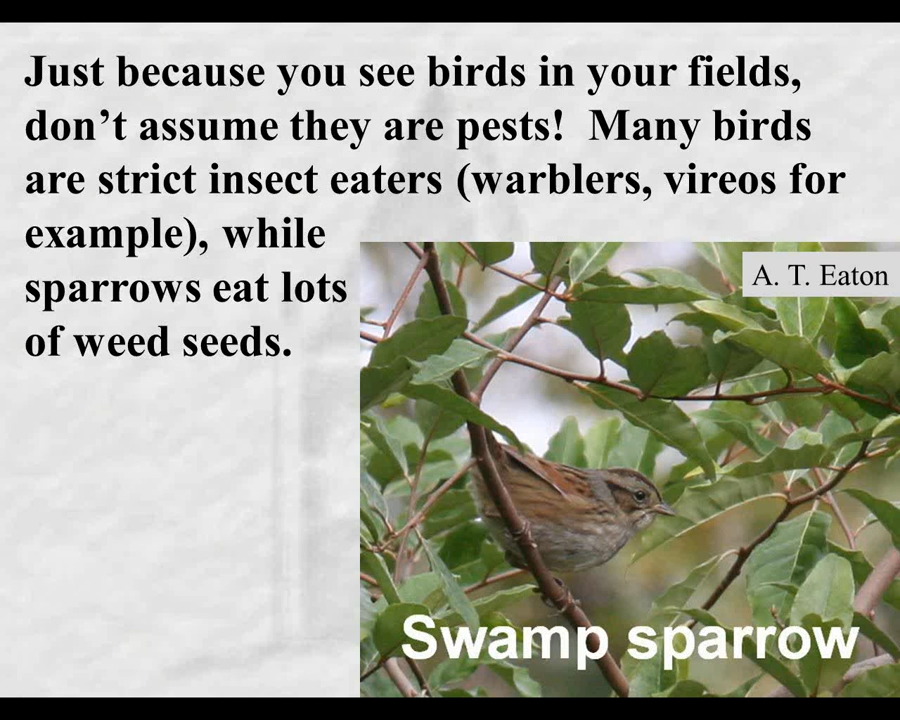 Just because you see birds in your fields,
don’t assume they are pests!  Many birds
are strict insect eaters (warblers, vireos for
example), while
sparrows eat lots
of weed seeds.
A. T. Eaton
Swamp sparrow